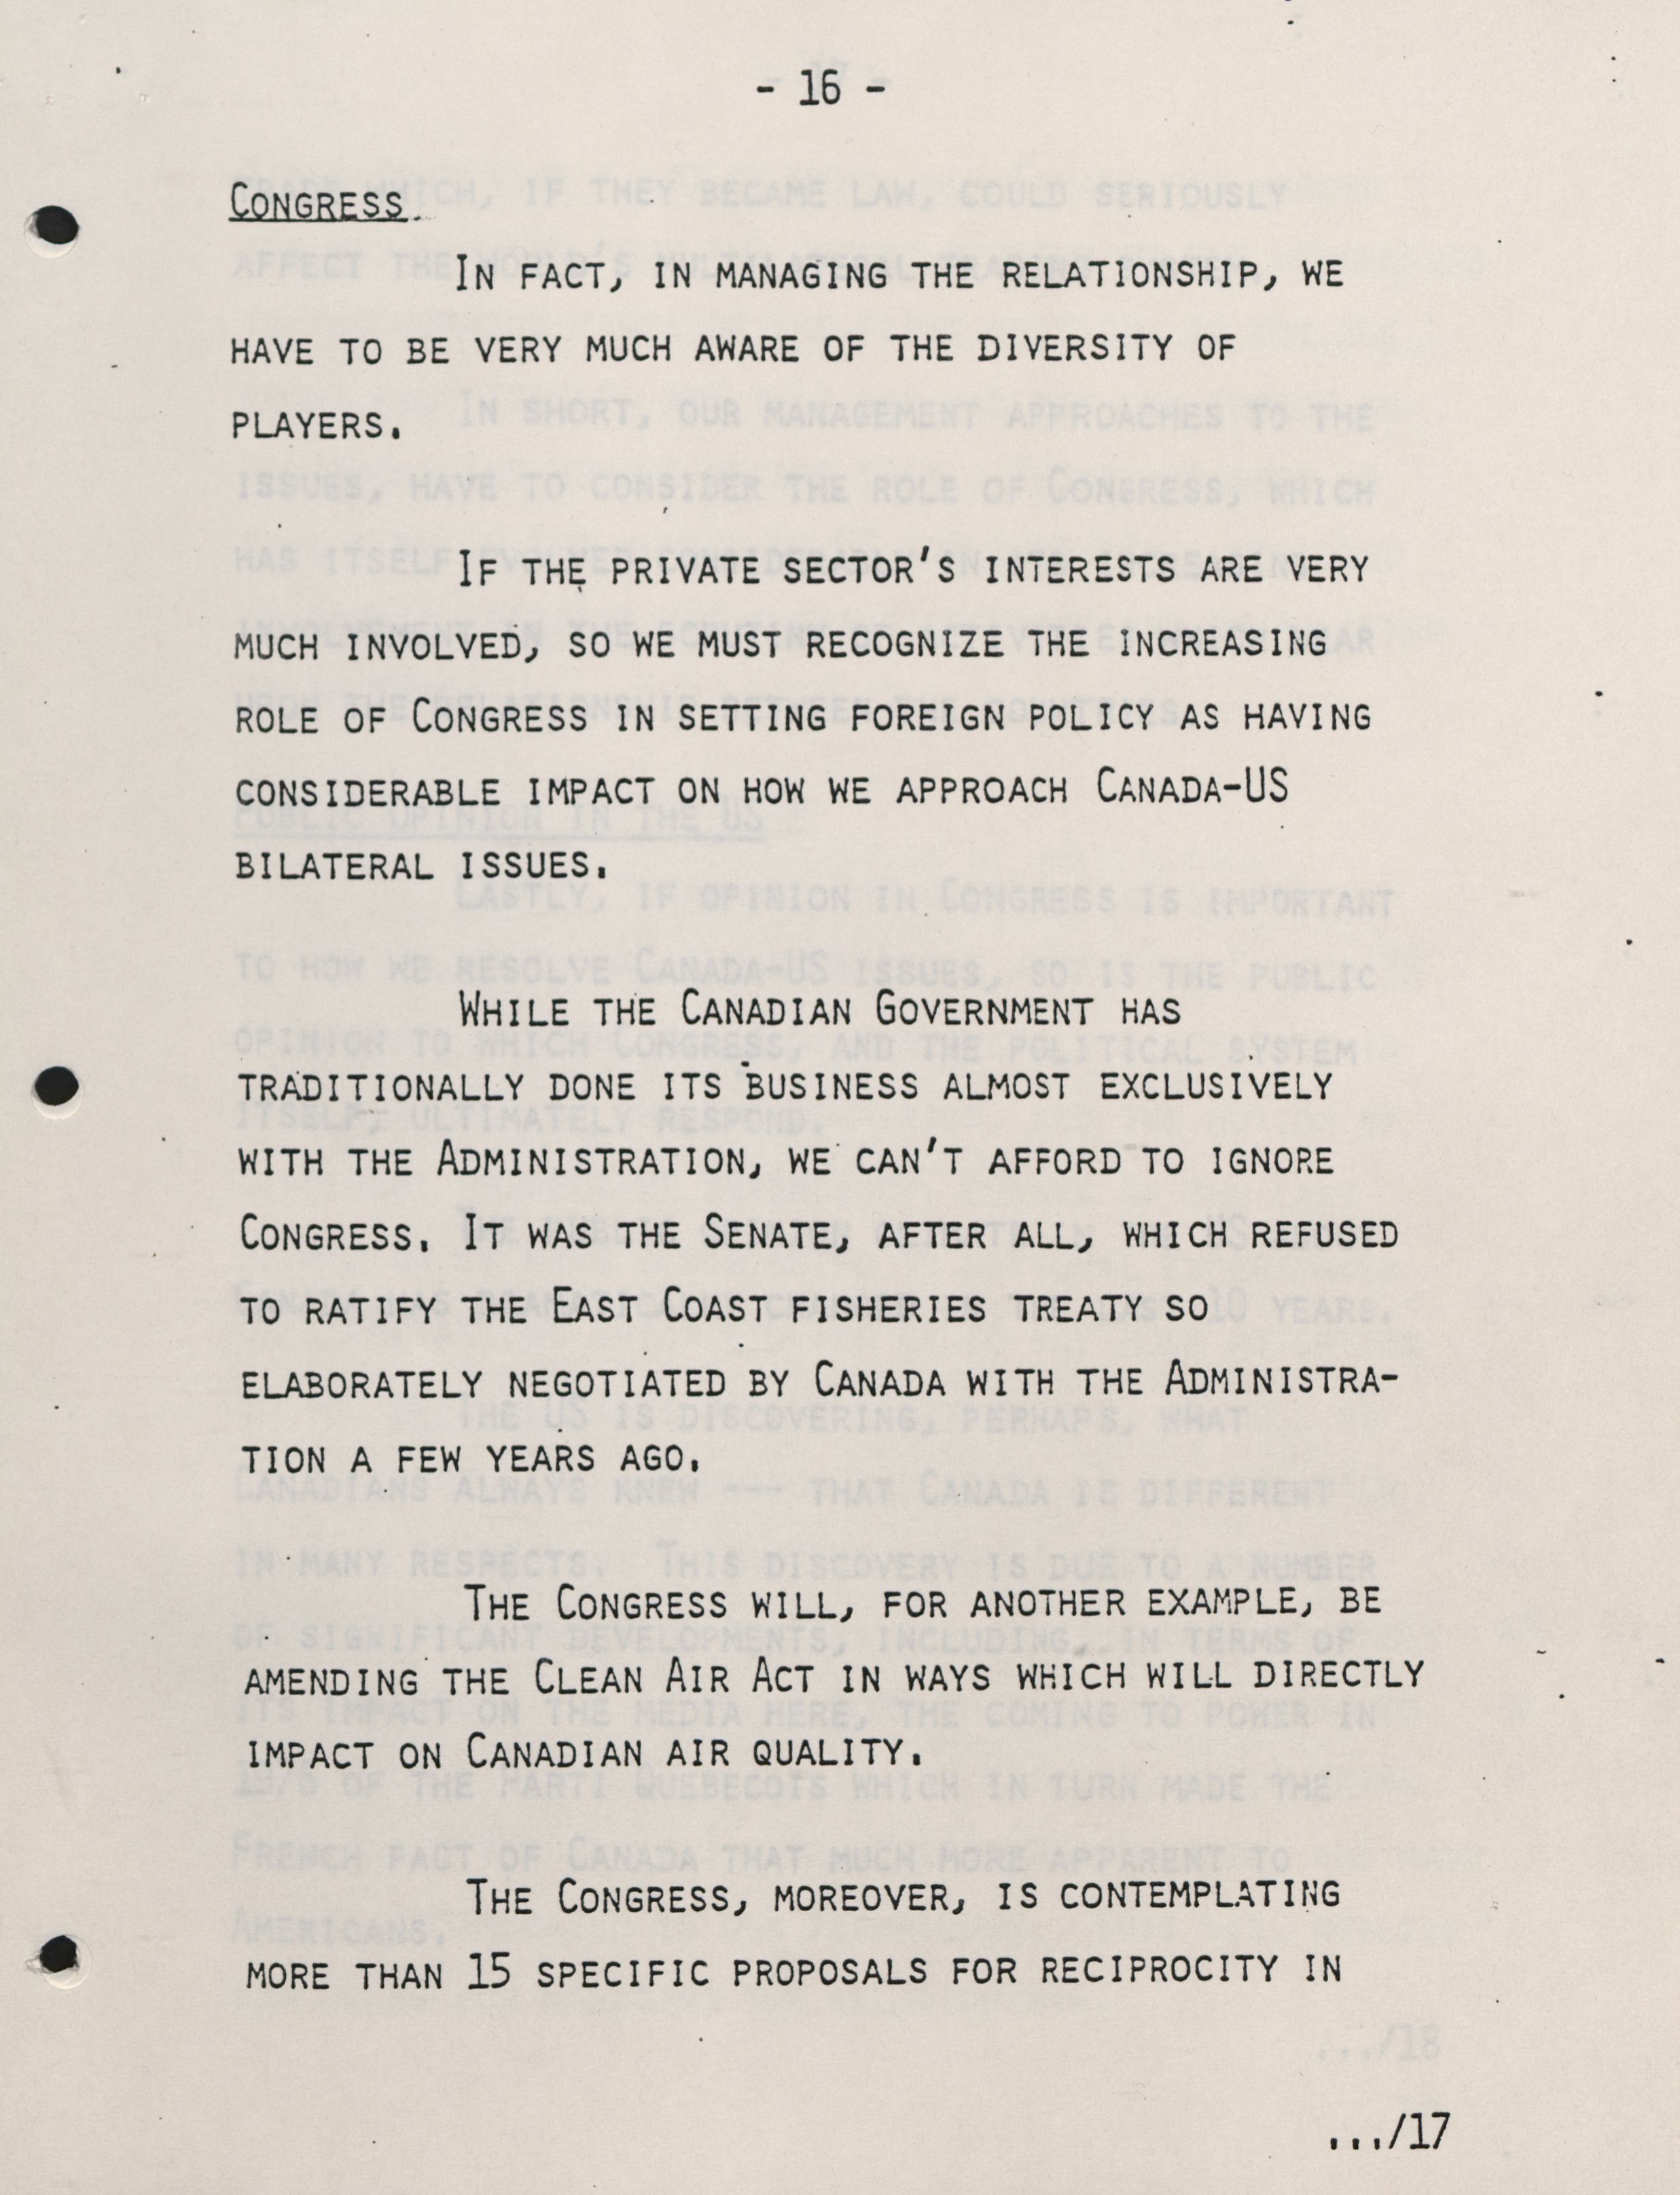 - 16 -
CONGRESS.
IN FACT, IN MANAGING THE RELATIONSHIP, WE
HAVE TO BE VERY MUCH AWARE OF THE DIVERSITY OF
PLAYERS.
IF THE PRIVATE SECTOR'S INTERESTS ARE VERY
MUCH INVOLVED, SO WE MUST RECOGNIZE THE INCREASING
ROLE OF CONGRESS IN SETTING FOREIGN POLICY AS HAVING
CONSIDERABLE IMPACT ON HOW WE APPROACH CANADA-US
BILATERAL ISSUES.
WHILE THE CANADIAN GOVERNMENT HAS
TRADITIONALLY DONE ITS BUSINESS ALMOST EXCLUSIVELY
WITH THE ADMINISTRATION, WE CAN'T AFFORD TO IGNORE
CONGRESS. IT WAS THE SENATE, AFTER ALL, WHICH REFUSED
TO RATIFY THE EAST COAST FISHERIES TREATY SO
ELABORATELY NEGOTIATED BY CANADA WITH THE ADMINISTRA-
TION A FEW YEARS AGO.
THE CONGRESS WILL, FOR ANOTHER EXAMPLE, BE
AMENDING THE CLEAN AIR ACT IN WAYS WHICH WILL DIRECTLY
IMPACT ON CANADIAN AIR QUALITY.
THE CONGRESS, MOREOVER, IS CONTEMPLATING
MORE THAN 15 SPECIFIC PROPOSALS FOR RECIPROCITY IN
.../17